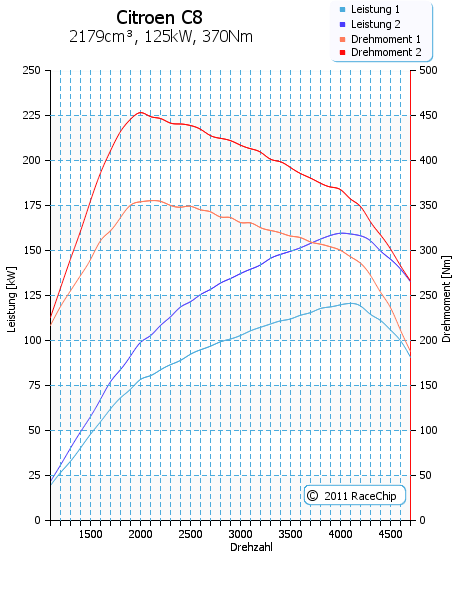 Citroen C8
2179cm³, 125kW, 370Nm
Leistung 1
Leistung 2
Drehmoment 1
Drehmoment 2
250
225
200
175
150
125
100
75
50
25
0
Leistung [kW]
500
450
400
350
300
250
200
150
100
50
0
Drehmoment [Nm]
1500 2000 2500 3000 3500 4000 4500
Drehzahl
© 2011 RaceChip